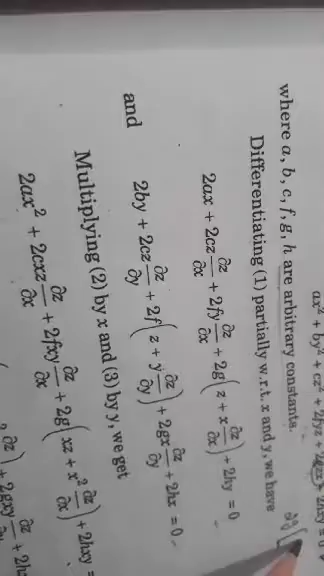 ax² + by² + cz² + 2fyz + 2gzx + 2hxy = 0
where a, b, c, f, g, h are arbitrary constants.
Differentiating (1) partially w.r.t. x and y, we have
2ax + 2cz ∂z/∂x + 2fy ∂z/∂x + 2g(z + x ∂z/∂x) + 2hy = 0
and
2by + 2cz ∂z/∂y + 2f(z + y ∂z/∂y) + 2gx ∂z/∂y + 2hx = 0
Multiplying (2) by x and (3) by y, we get
2ax² + 2cxz ∂z/∂x + 2fxy ∂z/∂x + 2g(xz + x² ∂z/∂x) + 2hxy =
∂z/∂y) + 2gxy ∂z/